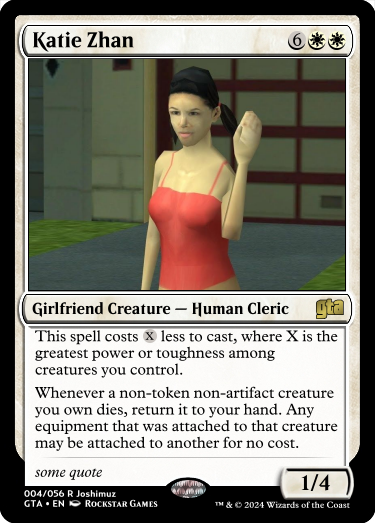 Katie Zhan 6
gta
Girlfriend Creature — Human Cleric
This spell costs X less to cast, where X is the
greatest power or toughness among
creatures you control.
Whenever a non-token non-artifact creature
you own dies, return it to your hand. Any
equipment that was attached to that creature
may be attached to another for no cost.
some quote
1/4
004/056 R Joshimuz
GTA • EN Rockstar Games
™ & © 2024 Wizards of the Coast